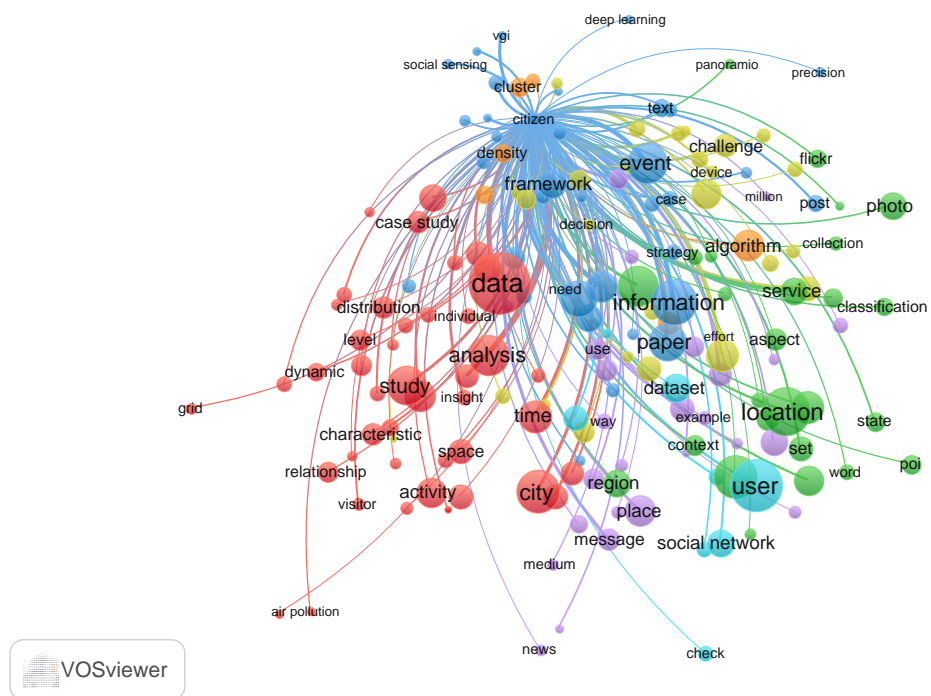 deep learning
vgi
social sensing
panoramio
precision
cluster
text
citizen
challenge
density
event
flickr
device
framework
case
million
post
photo
case study
decision
strategy
algorithm
collection
data
need
service
information
distribution
individual
classification
level
paper
effort
aspect
analysis
use
dynamic
study
dataset
insight
grid
time
way
example
location
state
characteristic
context
set
space
relationship
poi
word
activity
city
region
user
visitor
place
message
social network
medium
air pollution
news
check
VOSviewer